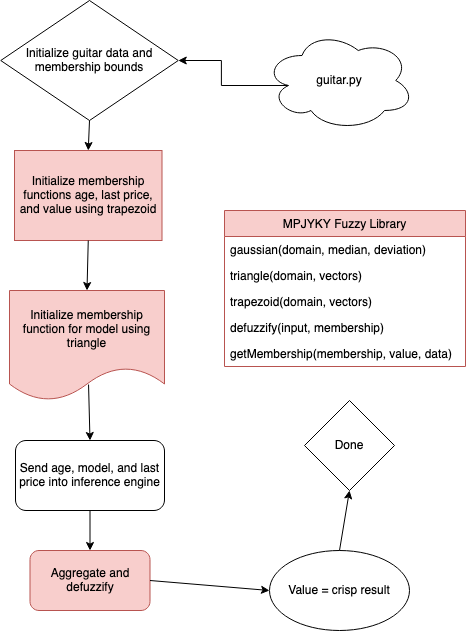 Initialize guitar data and
membership bounds
guitar.py
Initialize membership
functions age, last price,
and value using trapezoid
MPJYKY Fuzzy Library
gaussian(domain, median, deviation)
triangle(domain, vectors)
trapezoid(domain, vectors)
defuzzify(input, membership)
getMembership(membership, value, data)
Initialize membership
function for model using
triangle
Done
Send age, model, and last
price into inference engine
Aggregate and
defuzzify
Value = crisp result